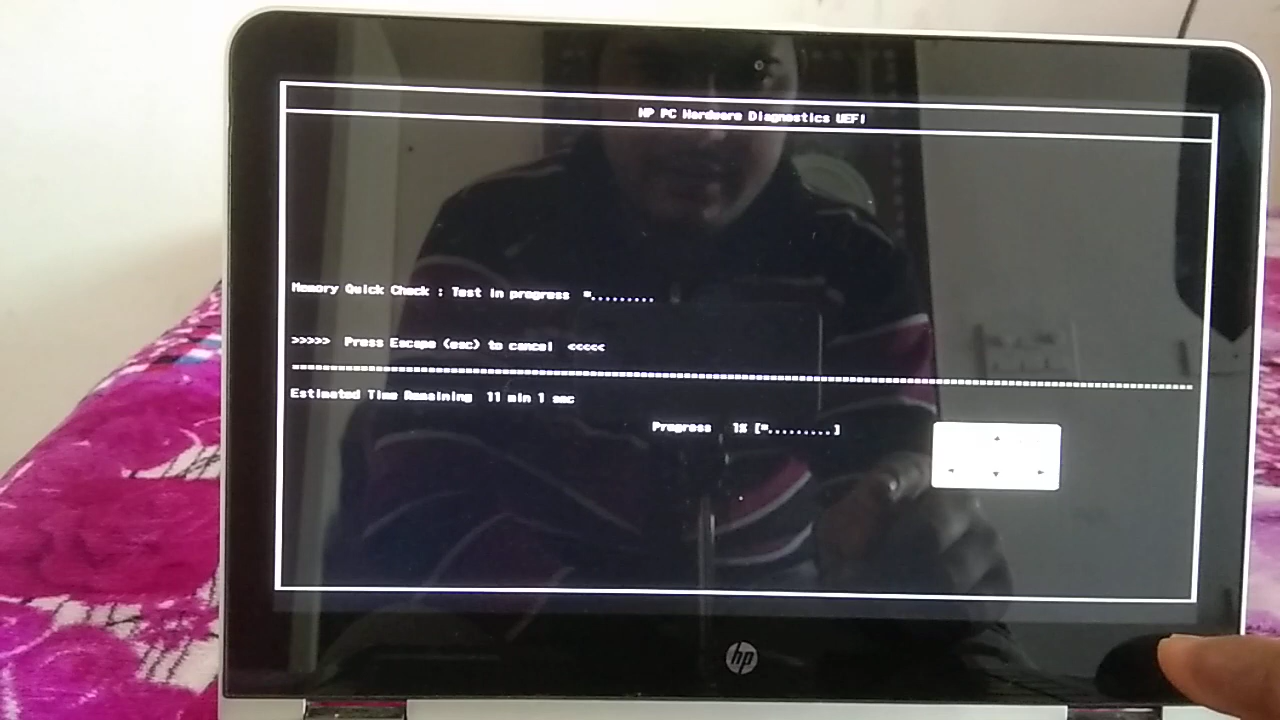 HP PC Hardware Diagnostics UEFI
Memory Quick Check : Test in progress =.........
>>>>> Press Escape (esc) to cancel <<<<<
Estimated Time Remaining 11 min 1 sec
Progress 1% [=.........]
hp